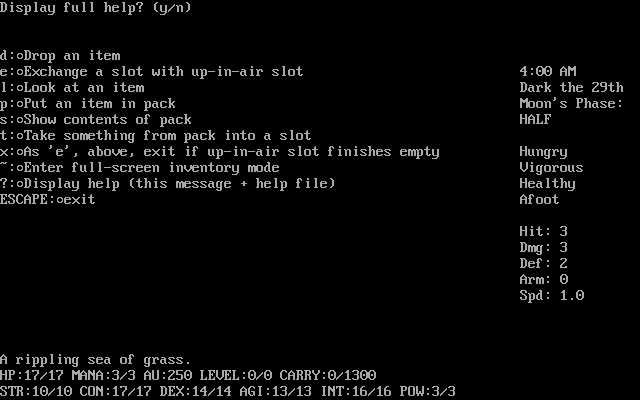 Display full help? (y/n)
d:○Drop an item
e:○Exchange a slot with up-in-air slot
4:00 AM
l:○Look at an item
Dark the 29th
p:○Put an item in pack
Moon's Phase:
s:○Show contents of pack
HALF
t:○Take something from pack into a slot
x:○As 'e', above, exit if up-in-air slot finishes empty
Hungry
~:○Enter full-screen inventory mode
Vigorous
?:○Display help (this message + help file)
Healthy
ESCAPE:○exit
Afoot
Hit: 3
Dmg: 3
Def: 2
Arm: 0
Spd: 1.0
A rippling sea of grass.
HP:17/17 MANA:3/3 AU:250 LEVEL:0/0 CARRY:0/1300
STR:10/10 CON:17/17 DEX:14/14 AGI:13/13 INT:16/16 POW:3/3